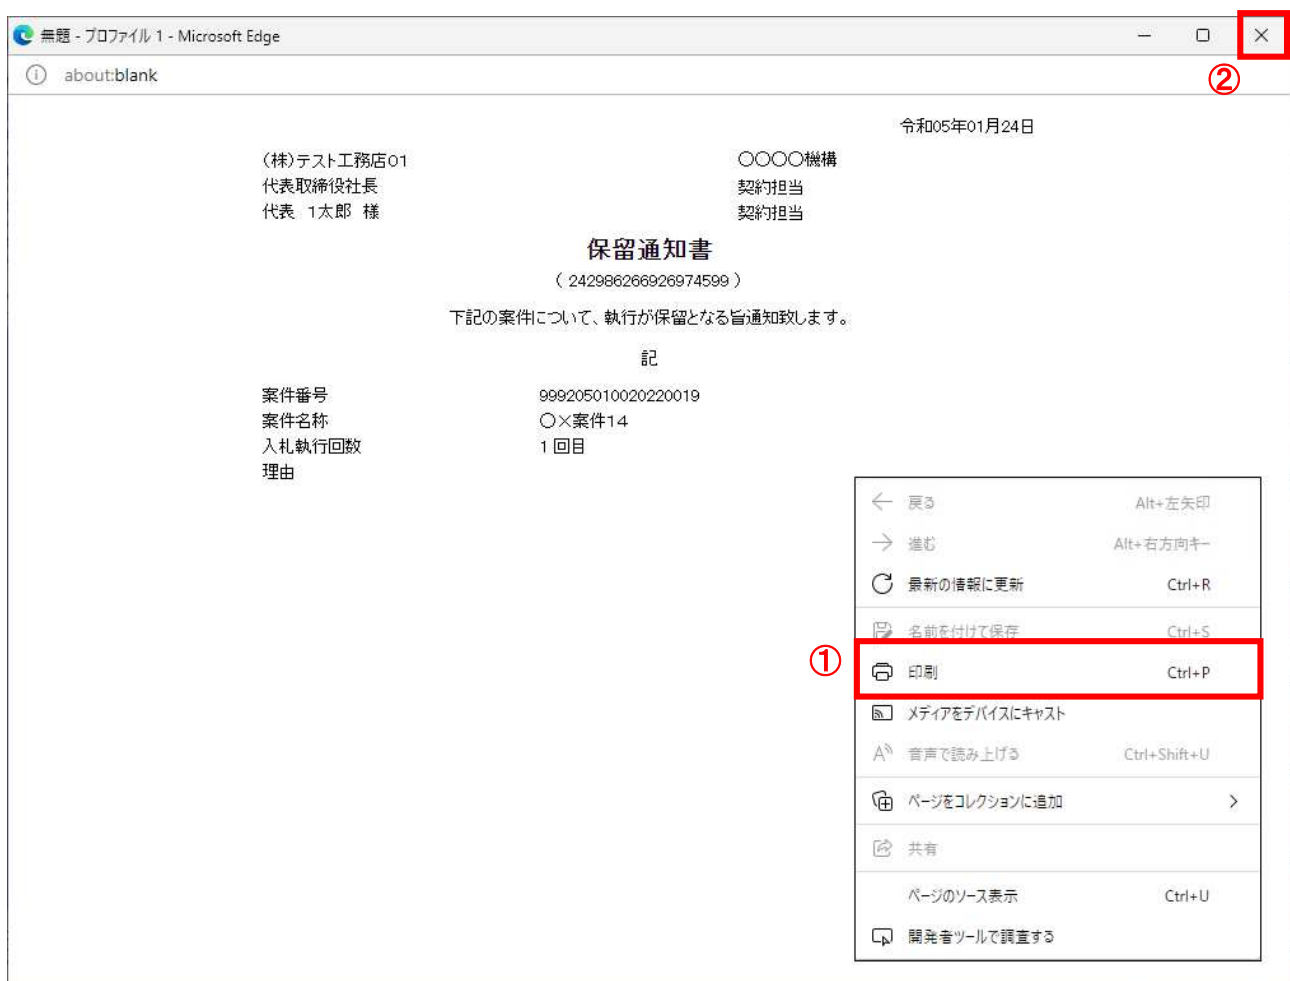 無題 - プロファイル 1 - Microsoft Edge
②
about:blank
令和05年01月24日
(株)テスト工務店01
〇〇〇〇機構
代表取締役社長
契約担当
代表 1太郎 様
契約担当
保留通知書
( 242986266926974599 )
下記の案件について、執行が保留となる旨通知致します。
記
案件番号 999205010020220019
案件名称 〇×案件14
入札執行回数 1回目
理由
戻る Alt+左矢印
進む Alt+右方向キー
最新の情報に更新 Ctrl+R
名前を付けて保存 Ctrl+S
①
印刷 Ctrl+P
メディアをデバイスにキャスト
音声で読み上げる Ctrl+Shift+U
ページをコレクションに追加
共有
ページのソース表示 Ctrl+U
開発者ツールで調査する